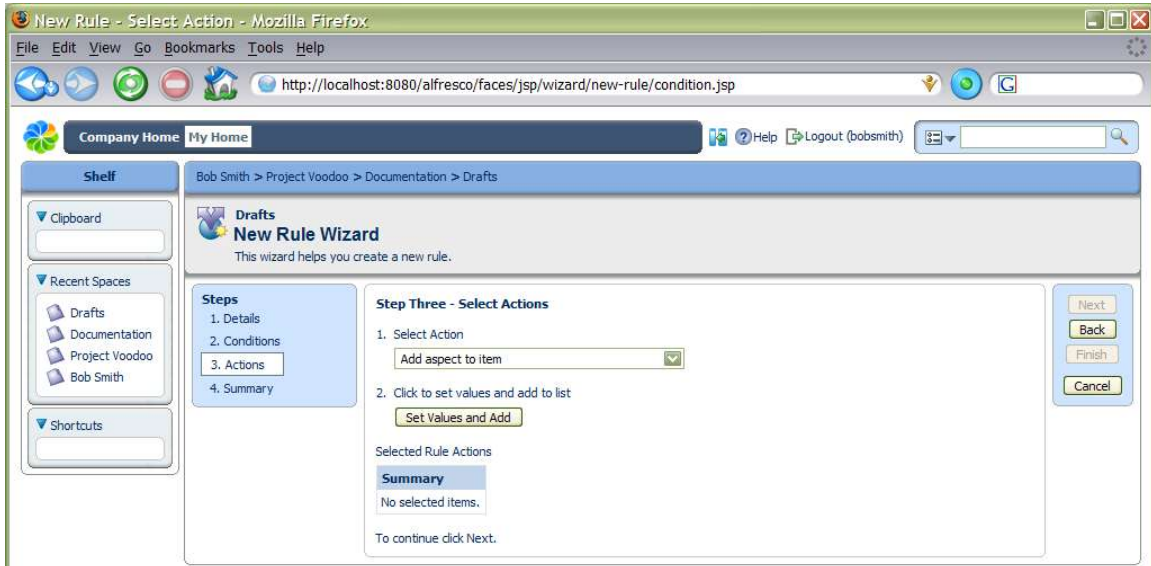 New Rule - Select Action - Mozilla Firefox
File Edit View Go Bookmarks Tools Help
http://localhost:8080/alfresco/faces/jsp/wizard/new-rule/condition.jsp
G
Company Home My Home
Help Logout (bobsmith)
Shelf
Bob Smith > Project Voodoo > Documentation > Drafts
Clipboard
Drafts
New Rule Wizard
This wizard helps you create a new rule.
Recent Spaces
Drafts
Documentation
Project Voodoo
Bob Smith
Shortcuts
Steps
1. Details
2. Conditions
3. Actions
4. Summary
Step Three - Select Actions
1. Select Action
Add aspect to item
2. Click to set values and add to list
Set Values and Add
Selected Rule Actions
Summary
No selected items.
To continue click Next.
Next
Back
Finish
Cancel